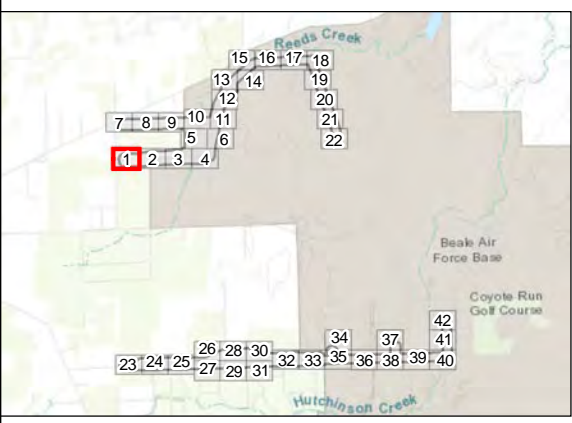 Reeds Creek
15 16 17 18
13 14 19
12 20
7 8 9 10 11 21
5 6 22
1 2 3 4
Beale Air
Force Base
Coyote Run
Golf Course
42
34 37 41
26 28 30
23 24 25 27 29 31 32 33 35 36 38 39 40
Hutchinson Creek